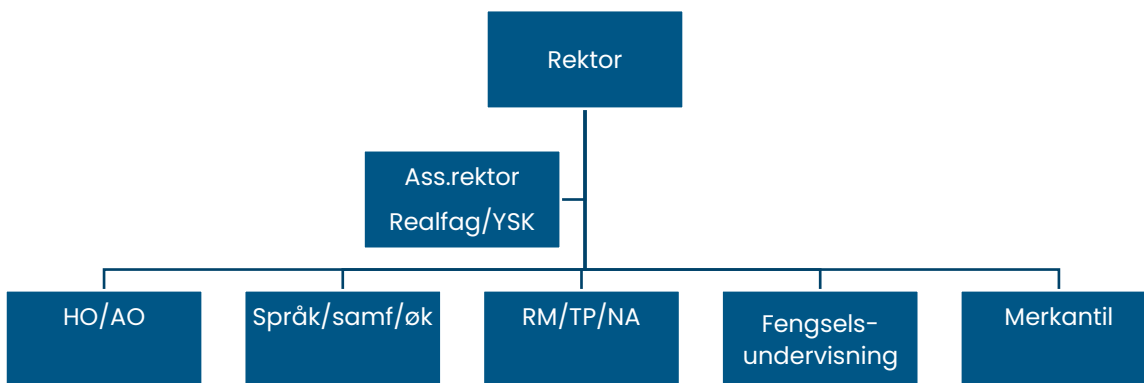 Rektor
Ass.rektor
Realfag/YSK
HO/AO
Språk/samf/øk
RM/TP/NA
Fengsels-
undervisning
Merkantil